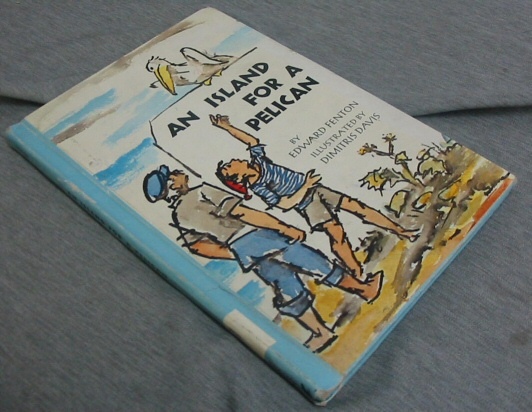 AN ISLAND
FOR A
PELICAN
BY
EDWARD FENTON
ILLUSTRATED BY
DIMITRIS DAVIS